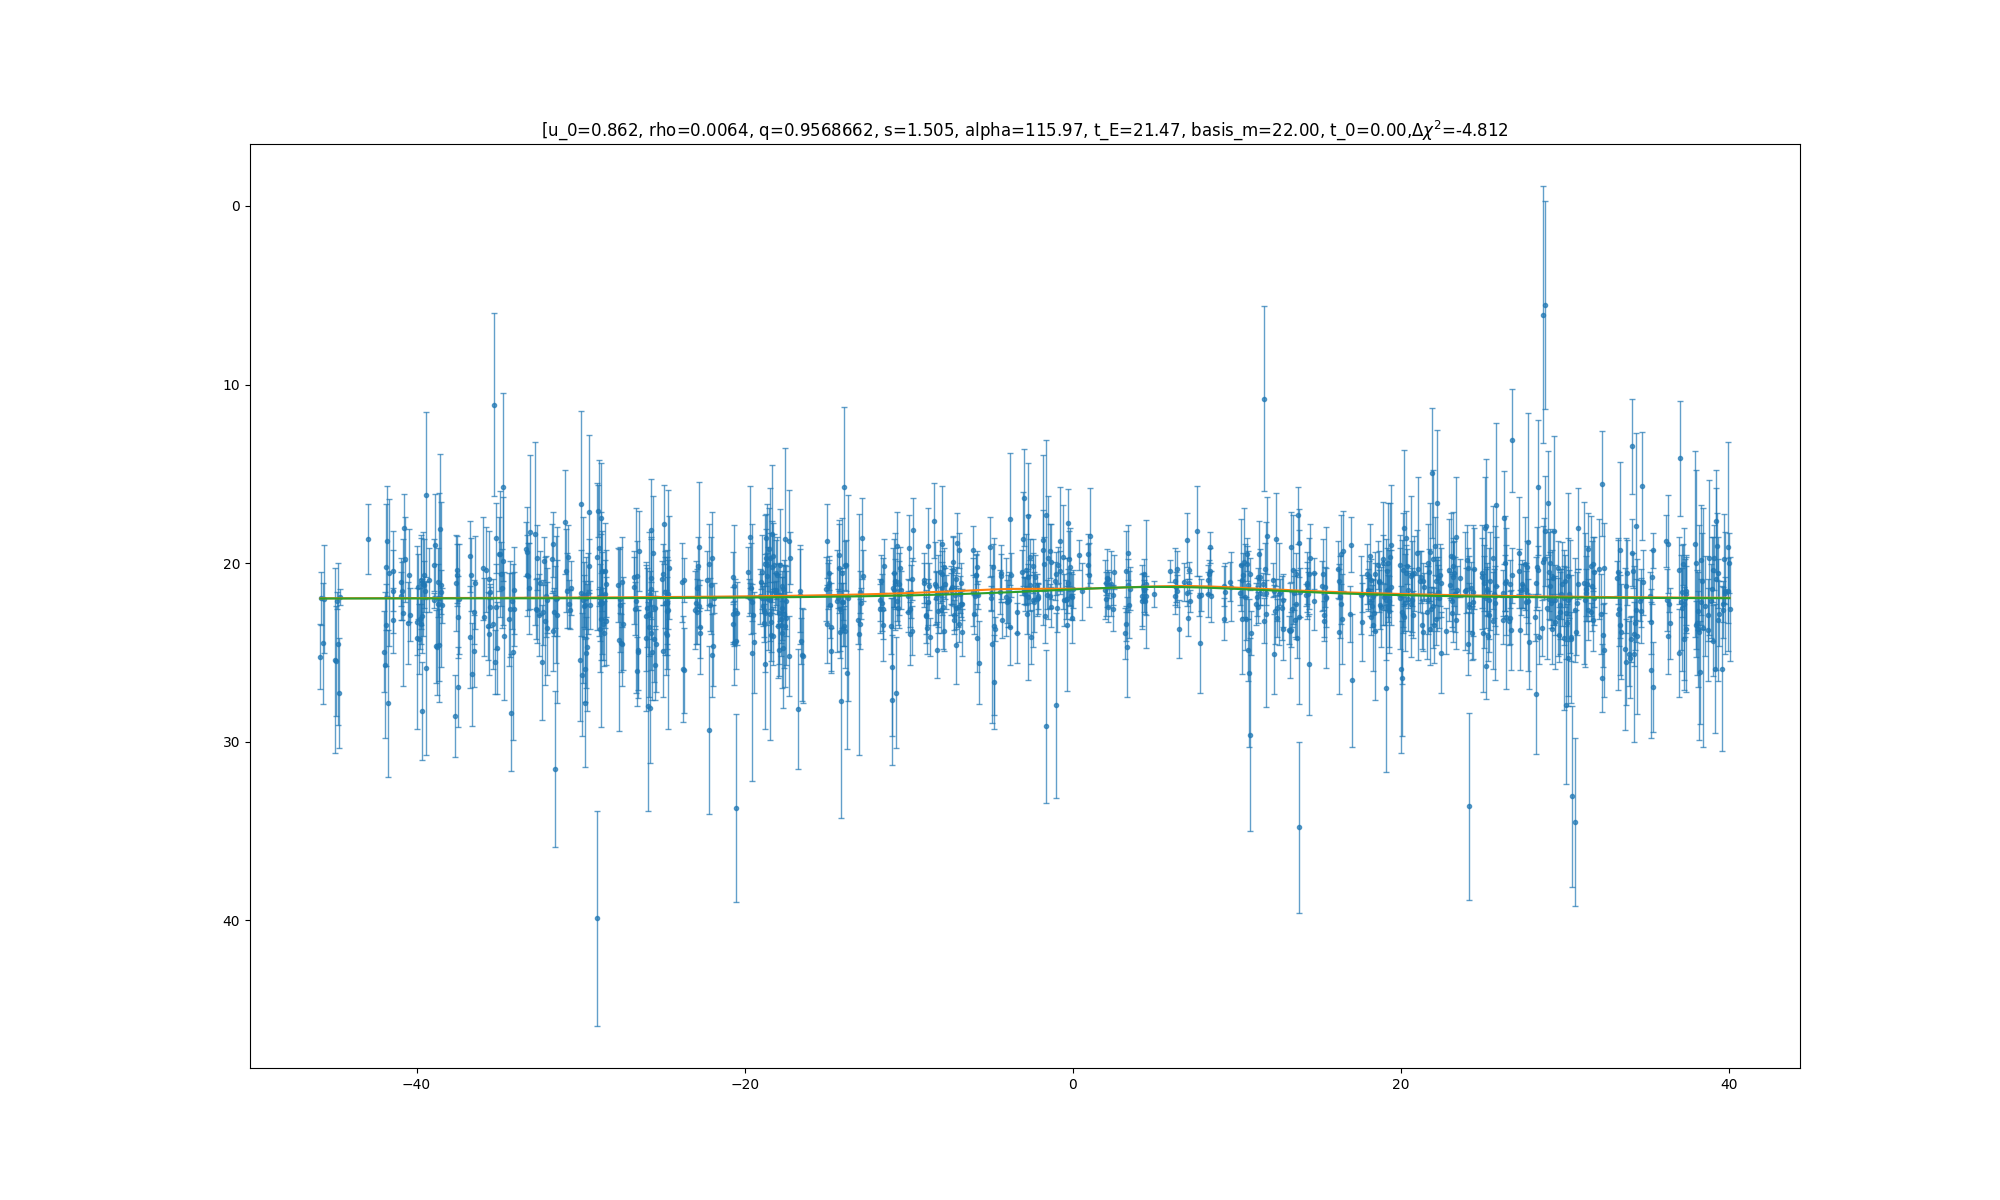 [u_0=0.862, rho=0.0064, q=0.9568662, s=1.505, alpha=115.97, t_E=21.47, basis_m=22.00, t_0=0.00,Δχ²=-4.812
0
10
20
30
40
−40 −20 0 20 40